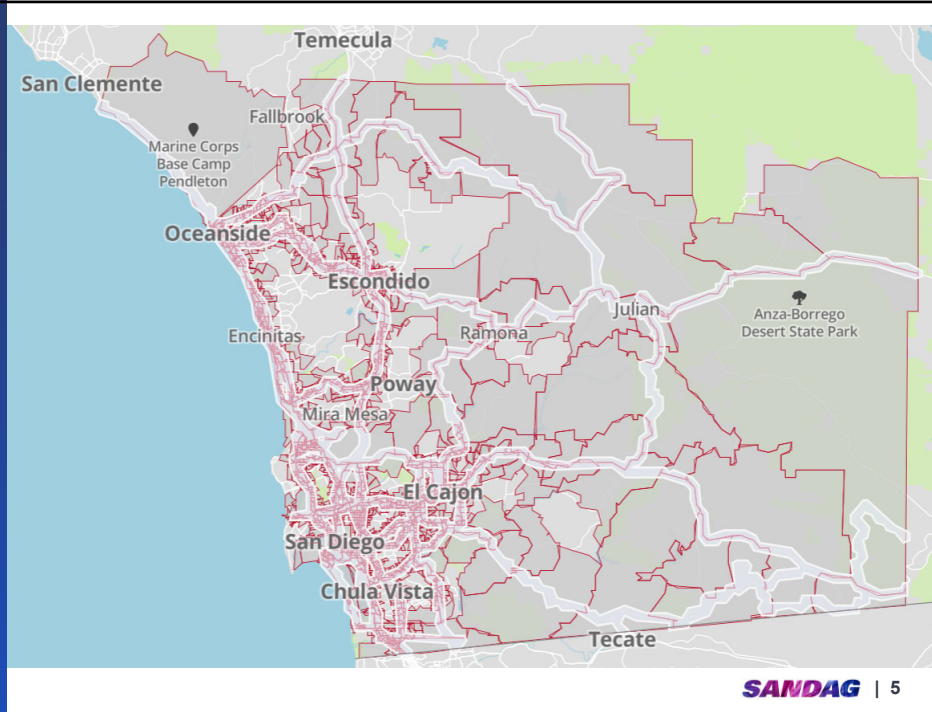 Temecula
San Clemente
Fallbrook
Marine Corps
Base Camp
Pendleton
Oceanside
Escondido
Julian
Anza-Borrego
Desert State Park
Encinitas
Ramona
Poway
Mira Mesa
El Cajon
San Diego
Chula Vista
Tecate
SANDAG | 5